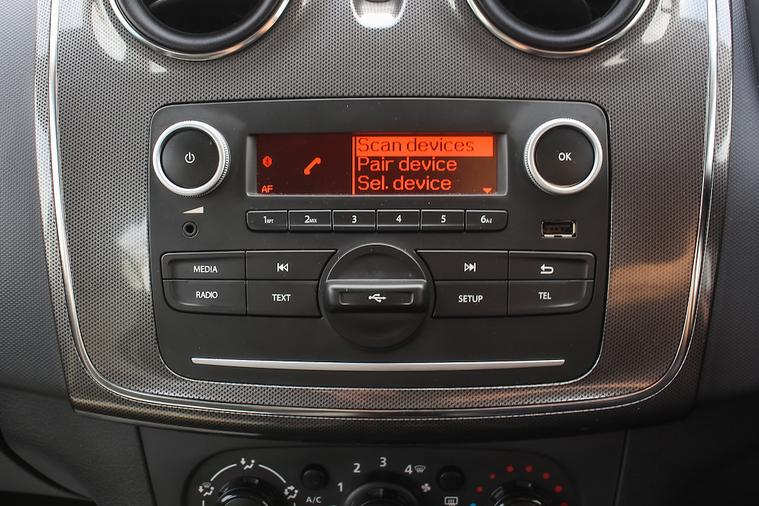 Scan devices
Pair device
AF Sel. device
OK
1RPT 2MIX 3 4 5 6A-Z
MEDIA
RADIO TEXT SETUP TEL
1 2 3 4
A/C